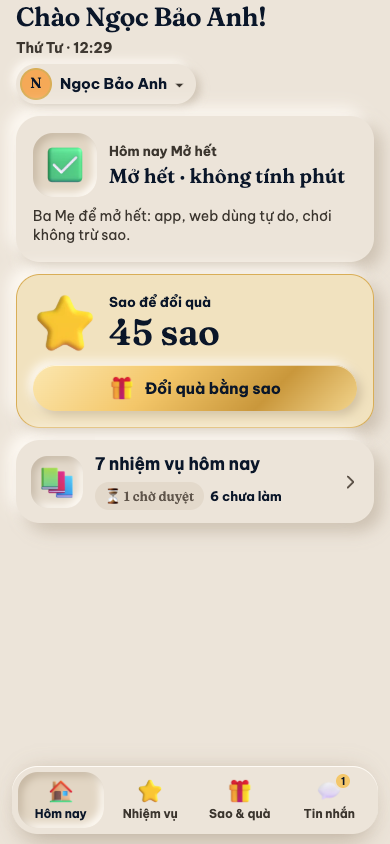 Chào Ngọc Bảo Anh!
Thứ Tư · 12:29
N Ngọc Bảo Anh
Hôm nay Mở hết
Mở hết · không tính phút
Ba Mẹ để mở hết: app, web dùng tự do, chơi
không trừ sao.
Sao để đổi quà
45 sao
Đổi quà bằng sao
7 nhiệm vụ hôm nay
1 chờ duyệt 6 chưa làm
1
Hôm nay Nhiệm vụ Sao & quà Tin nhắn